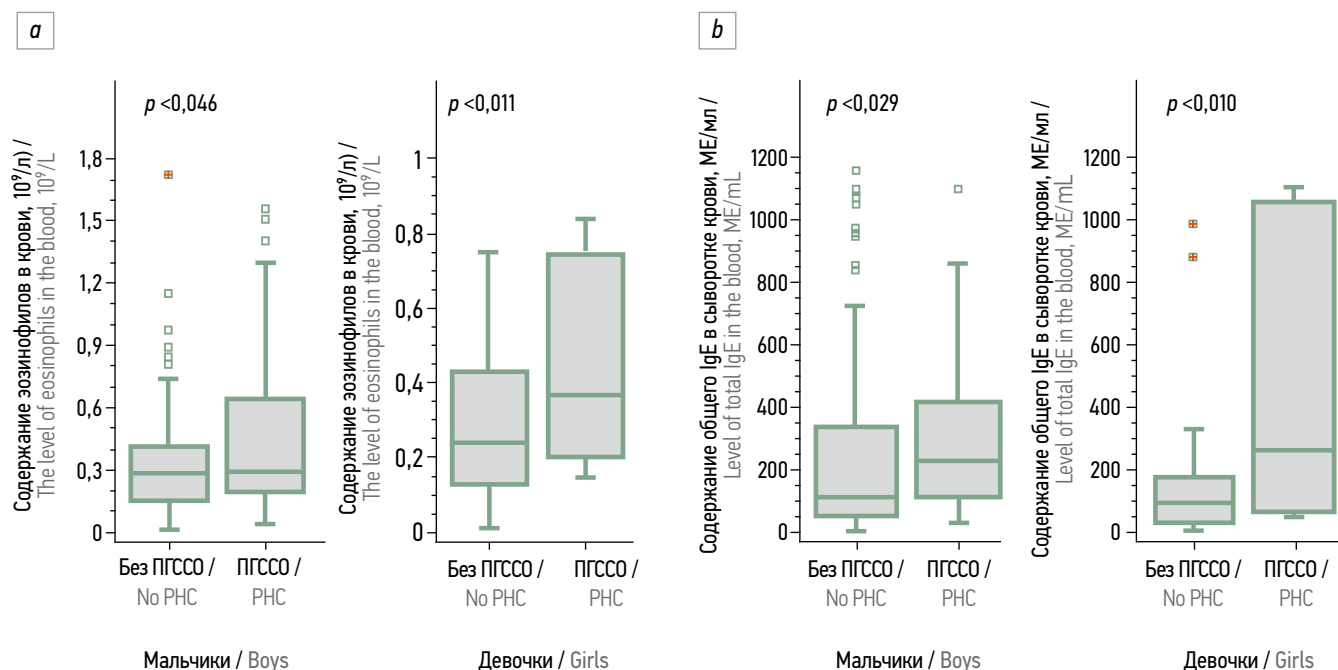 a
Содержание эозинофилов в крови, 10⁹/л) /
The level of eosinophils in the blood, 10⁹/L
p <0,046
1,8
1,5
1,2
0,9
0,6
0,3
0
Без ПГССО /
No PHC
ПГССО /
PHC
Мальчики / Boys
Содержание эозинофилов в крови, 10⁹/л) /
The level of eosinophils in the blood, 10⁹/L
p <0,011
1
0,8
0,6
0,4
0,2
0
Без ПГССО /
No PHC
ПГССО /
PHC
Девочки / Girls
b
Содержание общего IgE в сыворотке крови, МЕ/мл /
Level of total IgE in the blood, ME/mL
p <0,029
1200
1000
800
600
400
200
0
Без ПГССО /
No PHC
ПГССО /
PHC
Мальчики / Boys
Содержание общего IgE в сыворотке крови, МЕ/мл /
Level of total IgE in the blood, ME/mL
p <0,010
1200
1000
800
600
400
200
0
Без ПГССО /
No PHC
ПГССО /
PHC
Девочки / Girls